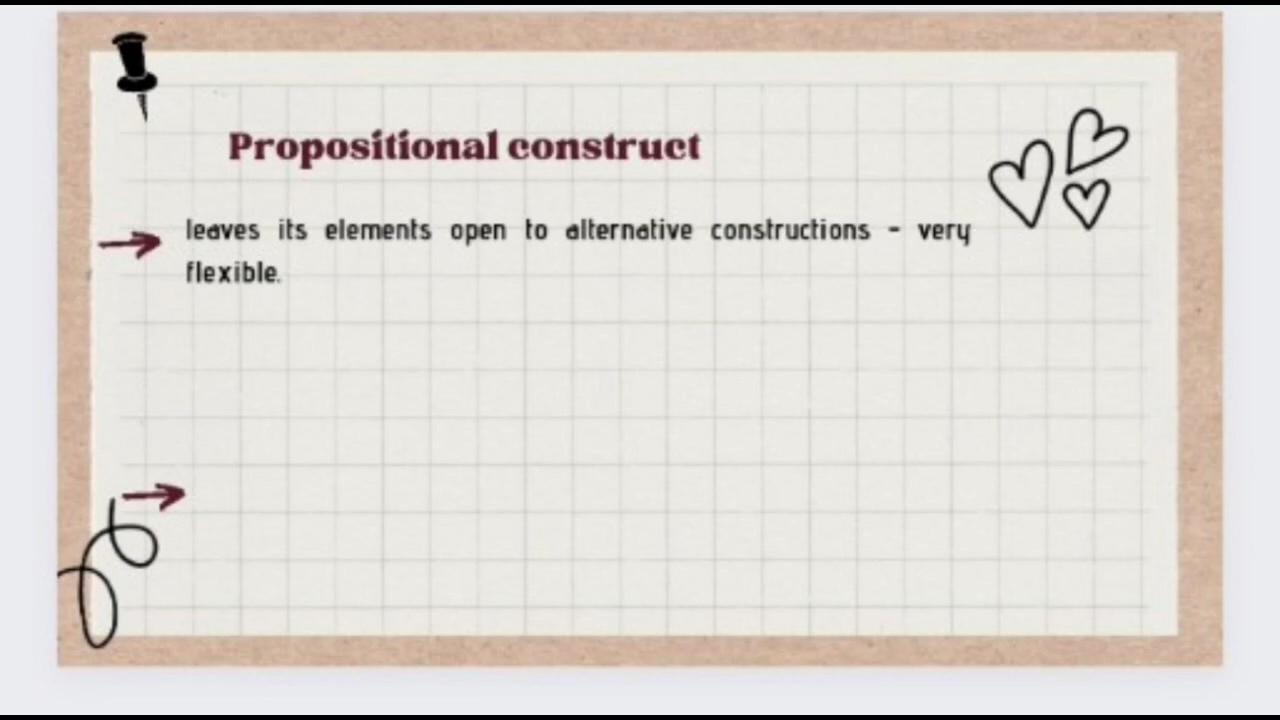 Propositional construct
leaves its elements open to alternative constructions - very
flexible.